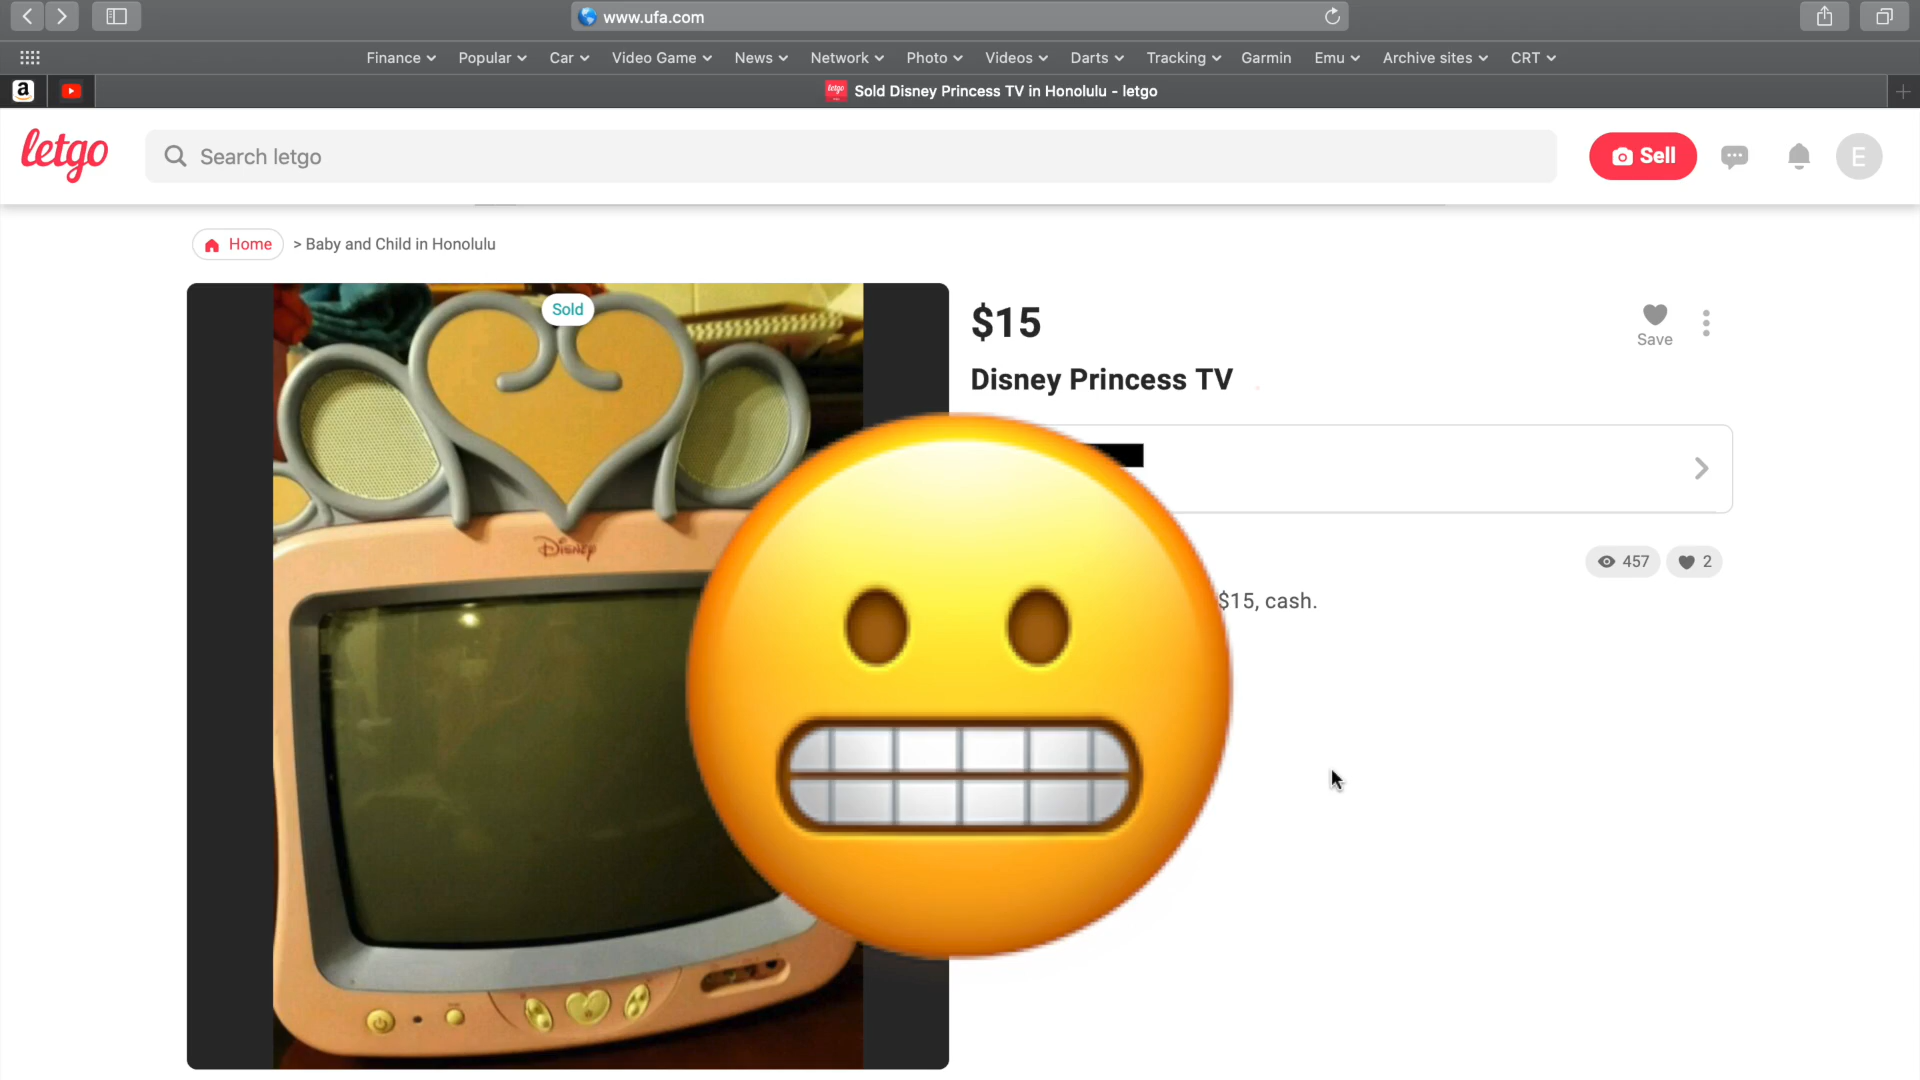 www.ufa.com
Finance Popular Car Video Game News Network Photo Videos Darts Tracking Garmin Emu Archive sites CRT
a
letgo Sold Disney Princess TV in Honolulu - letgo
letgo
Search letgo
Sell
E
Home > Baby and Child in Honolulu
Sold
$15
Save
Disney Princess TV
Disney
457 2
$15, cash.